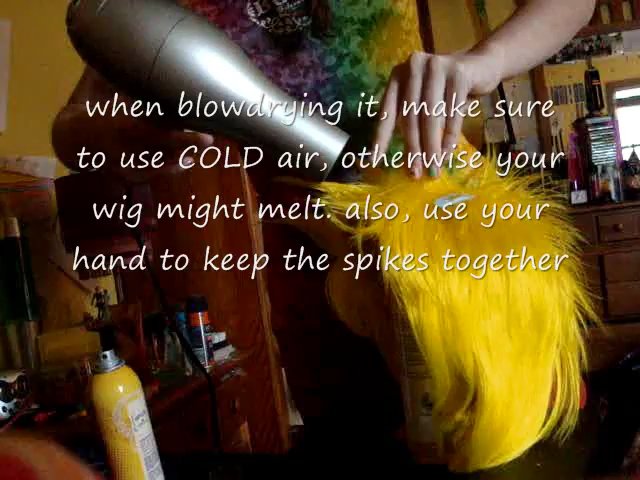 when blowdrying it, make sure
to use COLD air, otherwise your
wig might melt. also, use your
hand to keep the spikes together